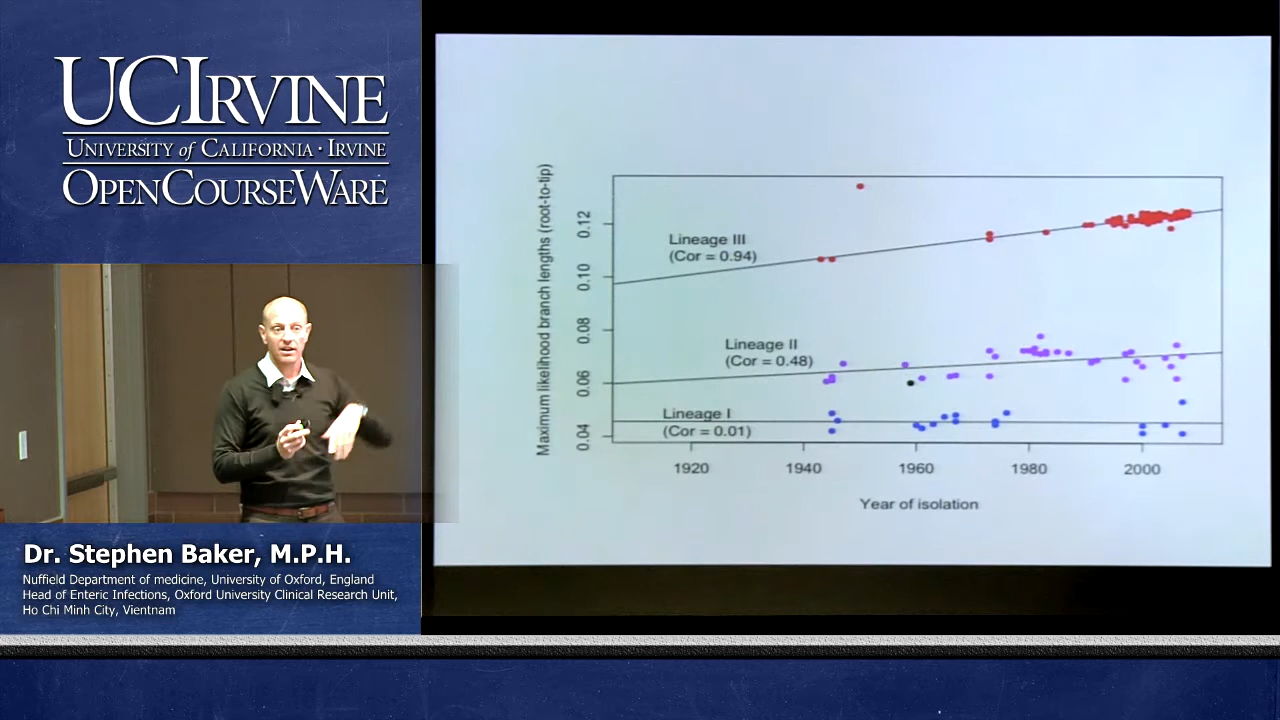 UCIRVINE
UNIVERSITY of CALIFORNIA · IRVINE
OPENCOURSEWARE
Dr. Stephen Baker, M.P.H.
Nuffield Department of medicine, University of Oxford, England
Head of Enteric Infections, Oxford University Clinical Research Unit,
Ho Chi Minh City, Vientnam
Maximum likelihood branch lengths (root-to-tip)
0.12
0.10
0.08
0.06
0.04
Lineage III
(Cor = 0.94)
Lineage II
(Cor = 0.48)
Lineage I
(Cor = 0.01)
1920
1940
1960
1980
2000
Year of isolation